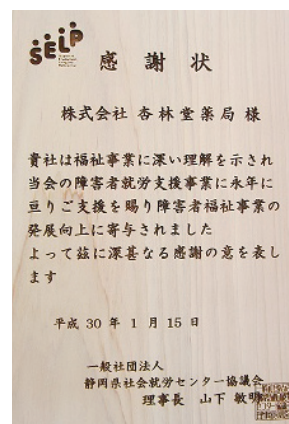 SELP
感謝状
株式会社 杏林堂薬局 様
貴社は福祉事業に深い理解を示され
当会の障害者就労支援事業に永年に
亘りご支援を賜り障害者福祉事業の
発展向上に寄与されました
よって茲に深甚なる感謝の意を表し
ます
平成 30 年 1 月 15 日
一般社団法人
静岡県社会就労センター協議会
理事長 山下 敏明